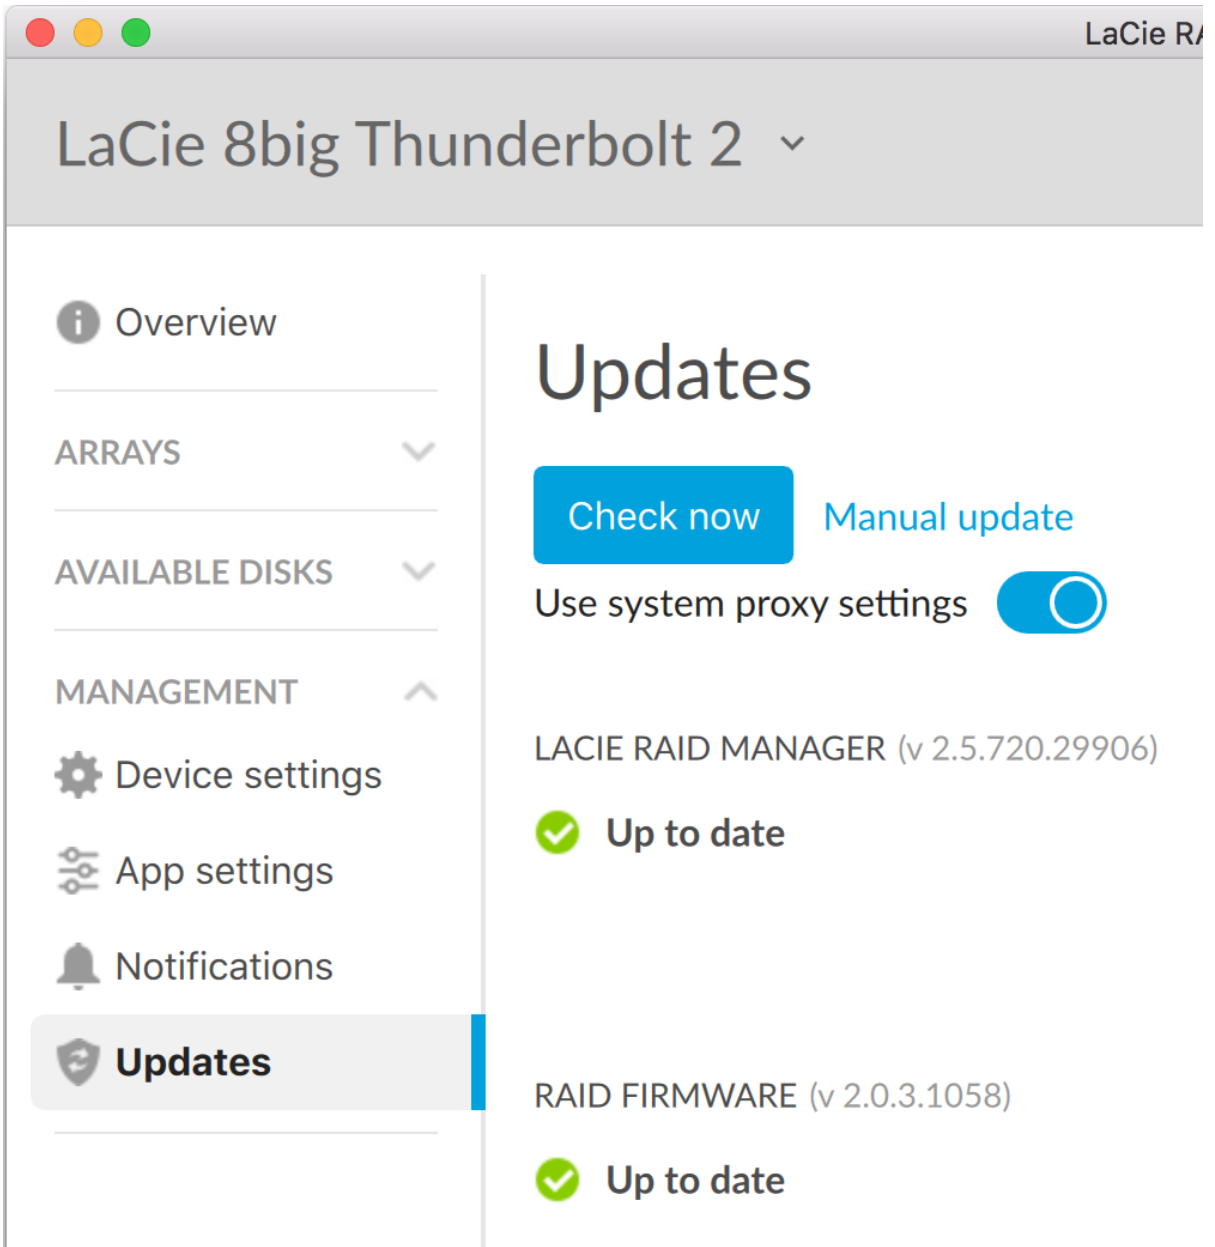 LaCie RA
LaCie 8big Thunderbolt 2
Overview
ARRAYS
AVAILABLE DISKS
MANAGEMENT
Device settings
App settings
Notifications
Updates
Updates
Check now Manual update
Use system proxy settings
LACIE RAID MANAGER (v 2.5.720.29906)
Up to date
RAID FIRMWARE (v 2.0.3.1058)
Up to date